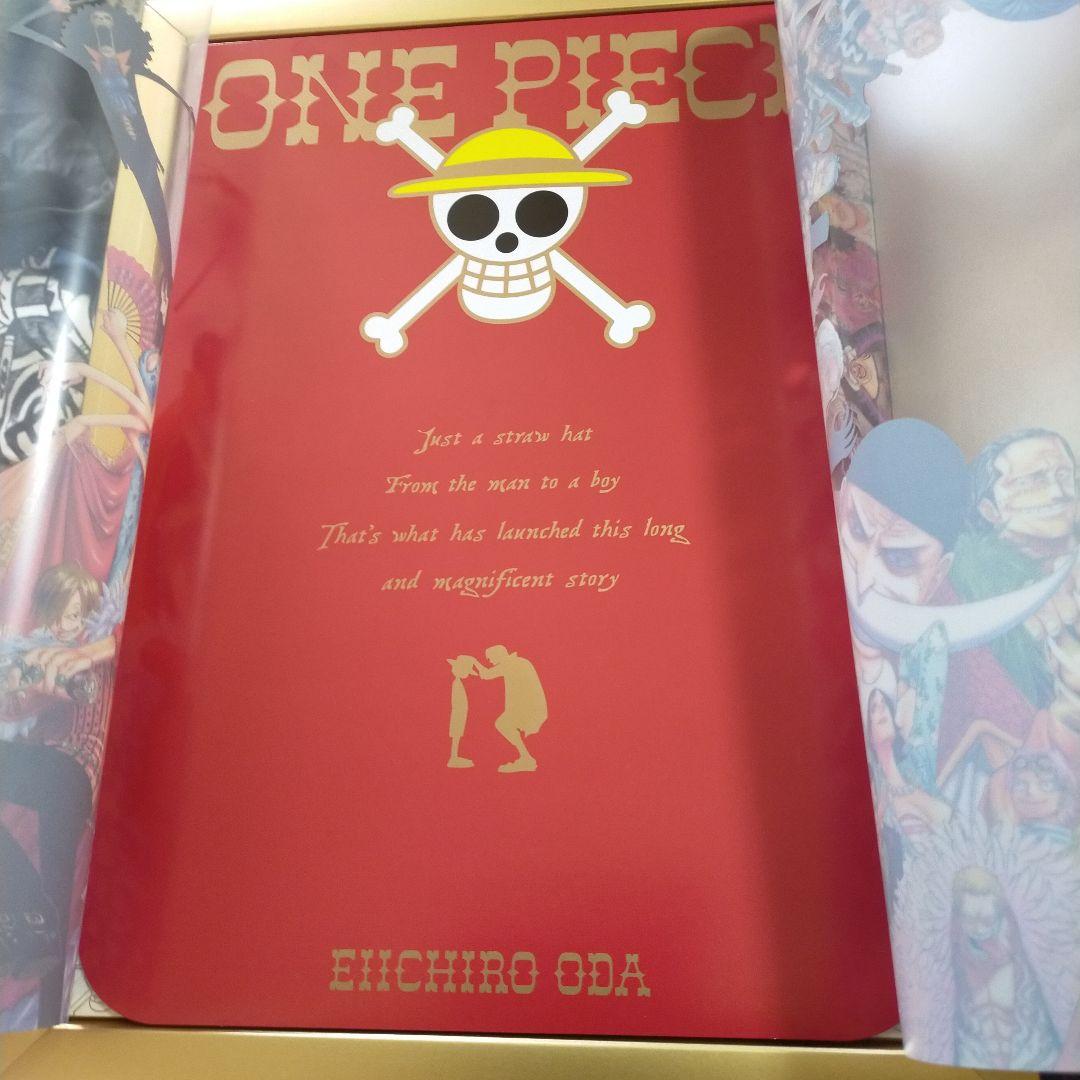 ONE PIEC
Just a straw hat
From the man to a boy
That's what has launched this long
and magnificent story
EIICHIRO ODA